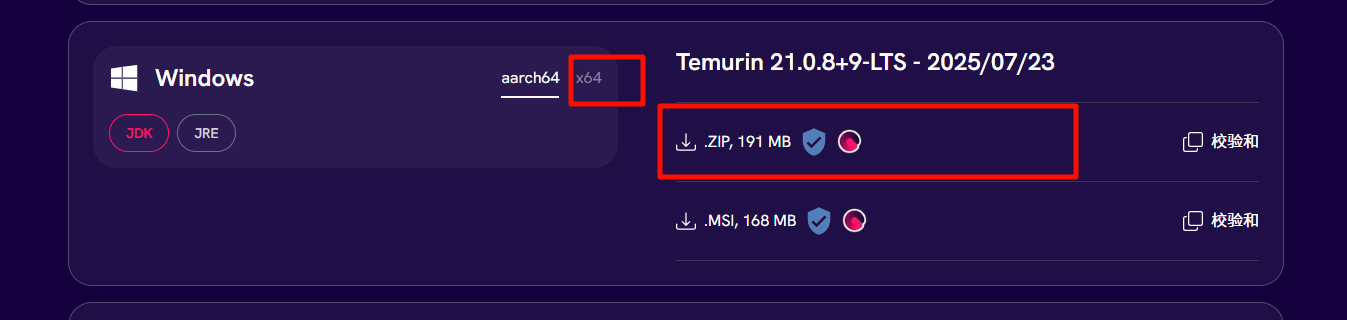 Windows
aarch64 x64
JDK JRE
Temurin 21.0.8+9-LTS - 2025/07/23
.ZIP, 191 MB 校验和
.MSI, 168 MB 校验和